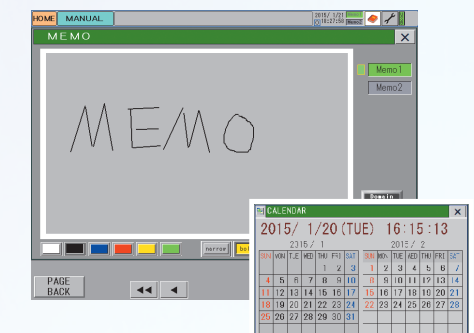 HOME MANUAL
2015/ 1/21
18:27:58
MEMO
Memo1
Memo2
MEMO
narrow
PAGE
BACK
CALENDAR
2015/ 1/20(TUE) 16:15:13
2015/ 1 2015/ 2
SUN MON TUE WED THU FRI SAT SUN MON TUE WED THU FRI SAT
1 2 3 1 2 3 4 5 6 7
4 5 6 7 8 9 10 8 9 10 11 12 13 14
11 12 13 14 15 16 17 15 16 17 18 19 20 21
18 19 20 21 22 23 24 22 23 24 25 26 27 28
25 26 27 28 29 30 31